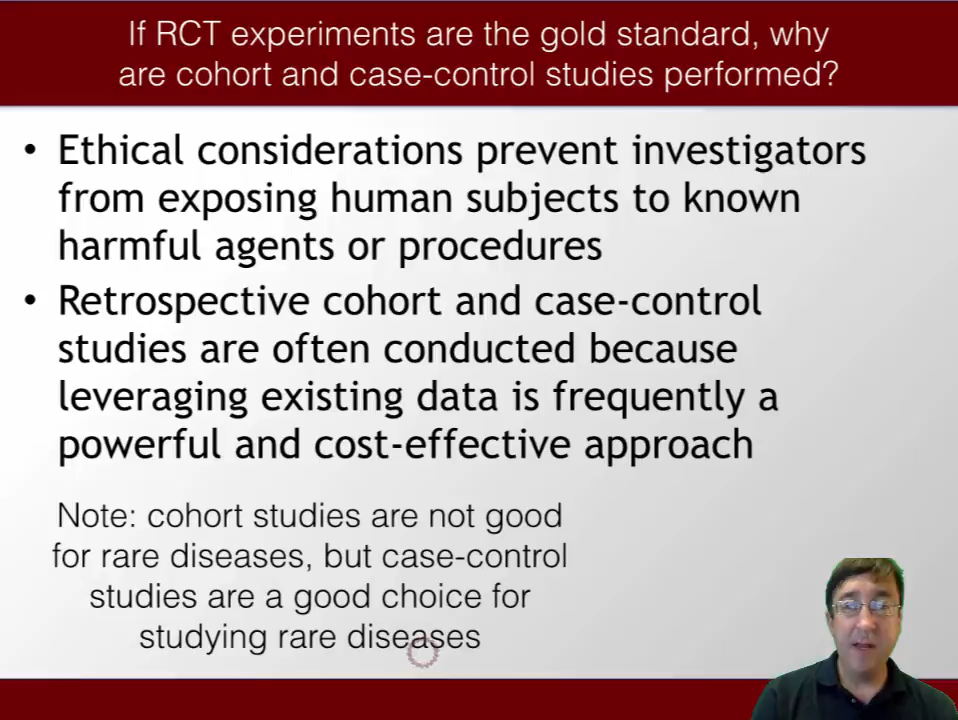 If RCT experiments are the gold standard, why
are cohort and case-control studies performed?
• Ethical considerations prevent investigators
from exposing human subjects to known
harmful agents or procedures
• Retrospective cohort and case-control
studies are often conducted because
leveraging existing data is frequently a
powerful and cost-effective approach
Note: cohort studies are not good
for rare diseases, but case-control
studies are a good choice for
studying rare diseases